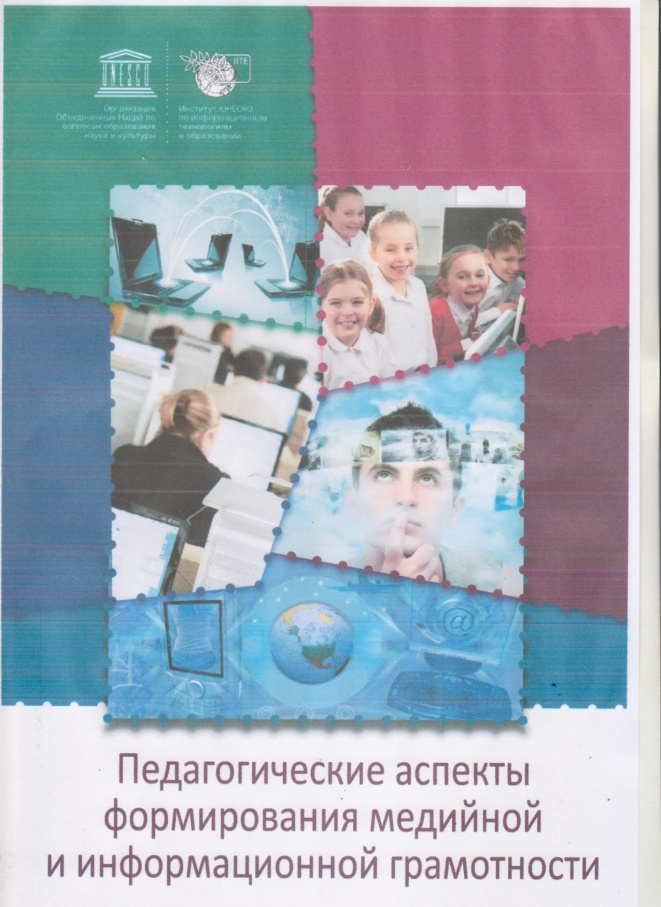 UNESCO
Организация
Объединенных Наций по
вопросам образования
науки и культуры
IITE
Институт ЮНЕСКО
по информационным
технологиям
в образовании
@
Педагогические аспекты
формирования медийной
и информационной грамотности